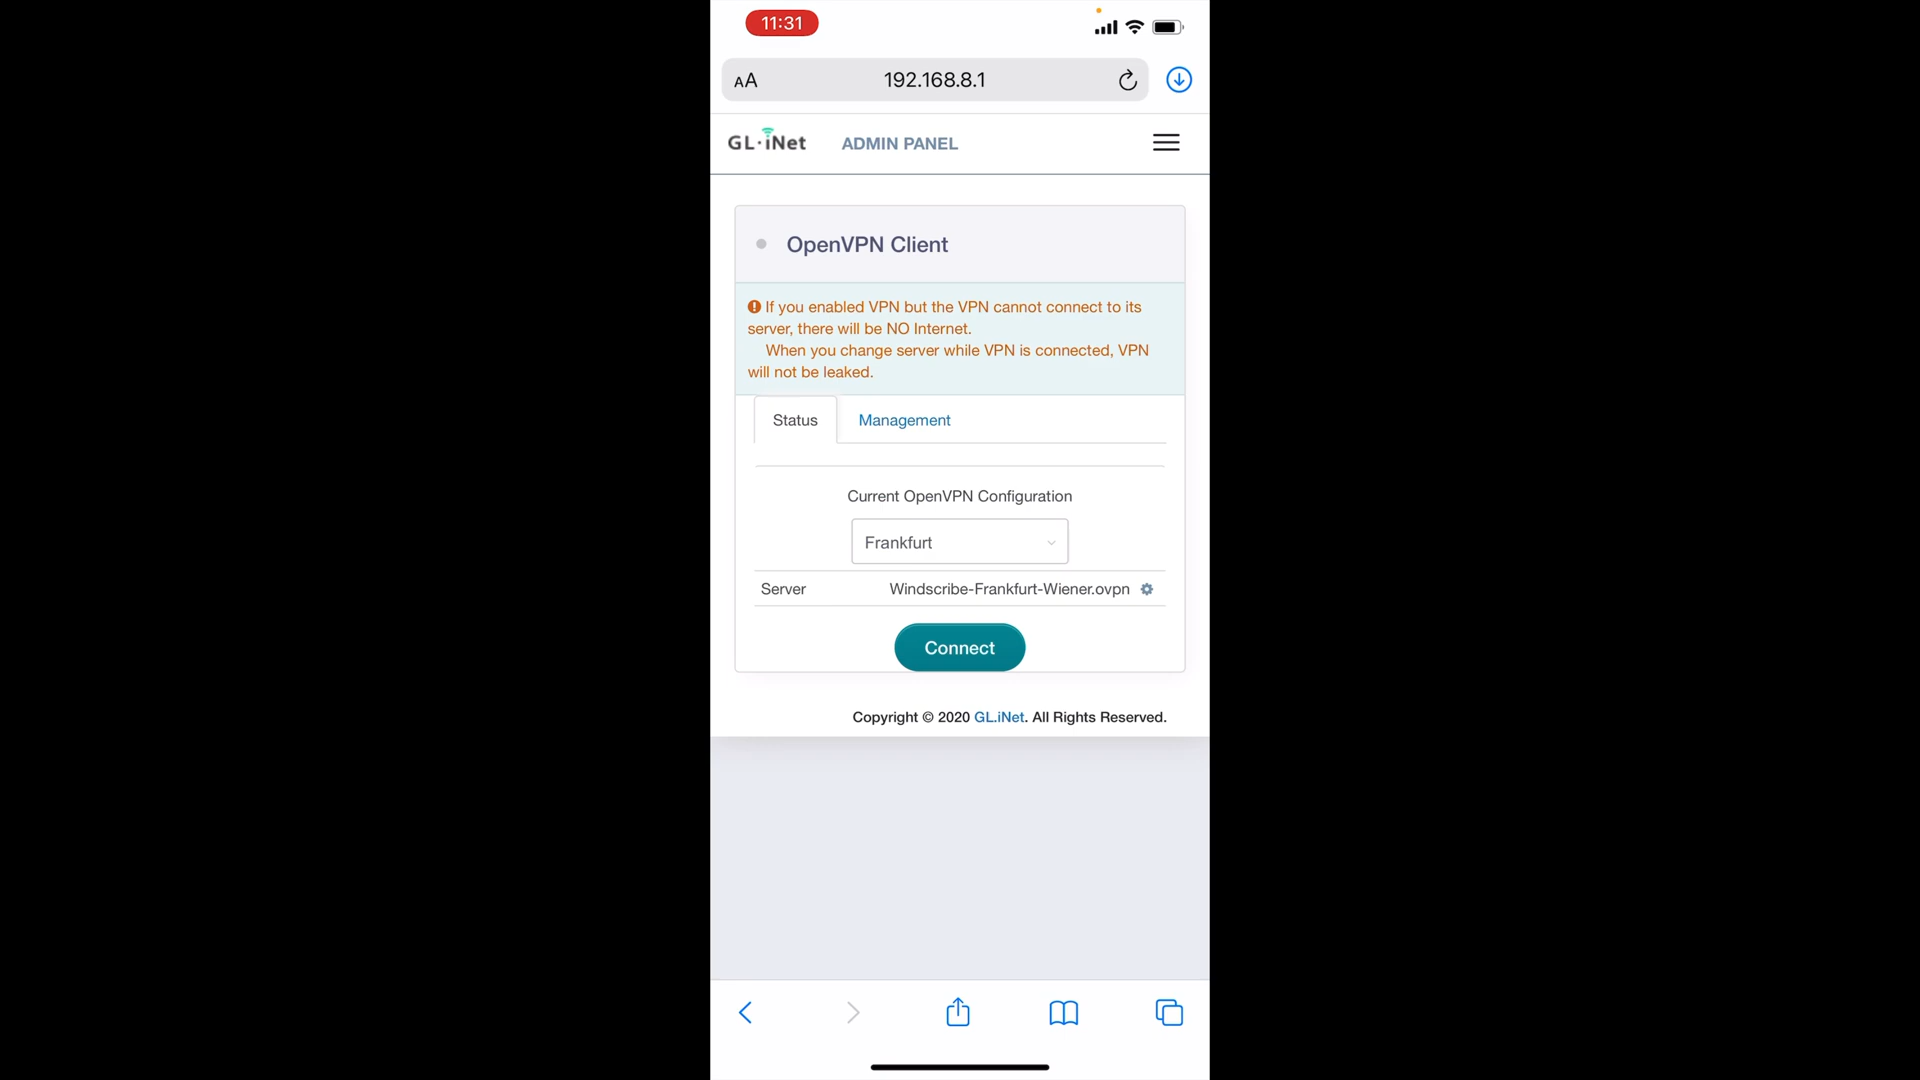 11:31
AA 192.168.8.1
GL·iNet ADMIN PANEL
OpenVPN Client
If you enabled VPN but the VPN cannot connect to its
server, there will be NO Internet.
When you change server while VPN is connected, VPN
will not be leaked.
Status Management
Current OpenVPN Configuration
Frankfurt
Server Windscribe-Frankfurt-Wiener.ovpn
Connect
Copyright © 2020 GL.iNet. All Rights Reserved.